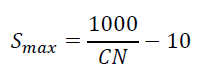 S_max = 1000/CN − 10